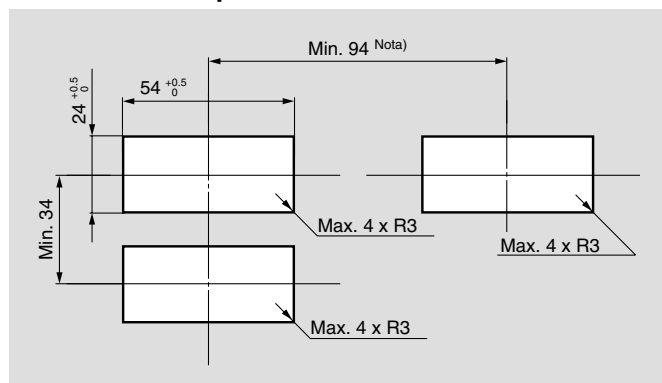 Min. 94 Nota)
54 +0.5 0
24 +0.5 0
Min. 34
Max. 4 x R3
Max. 4 x R3
Max. 4 x R3